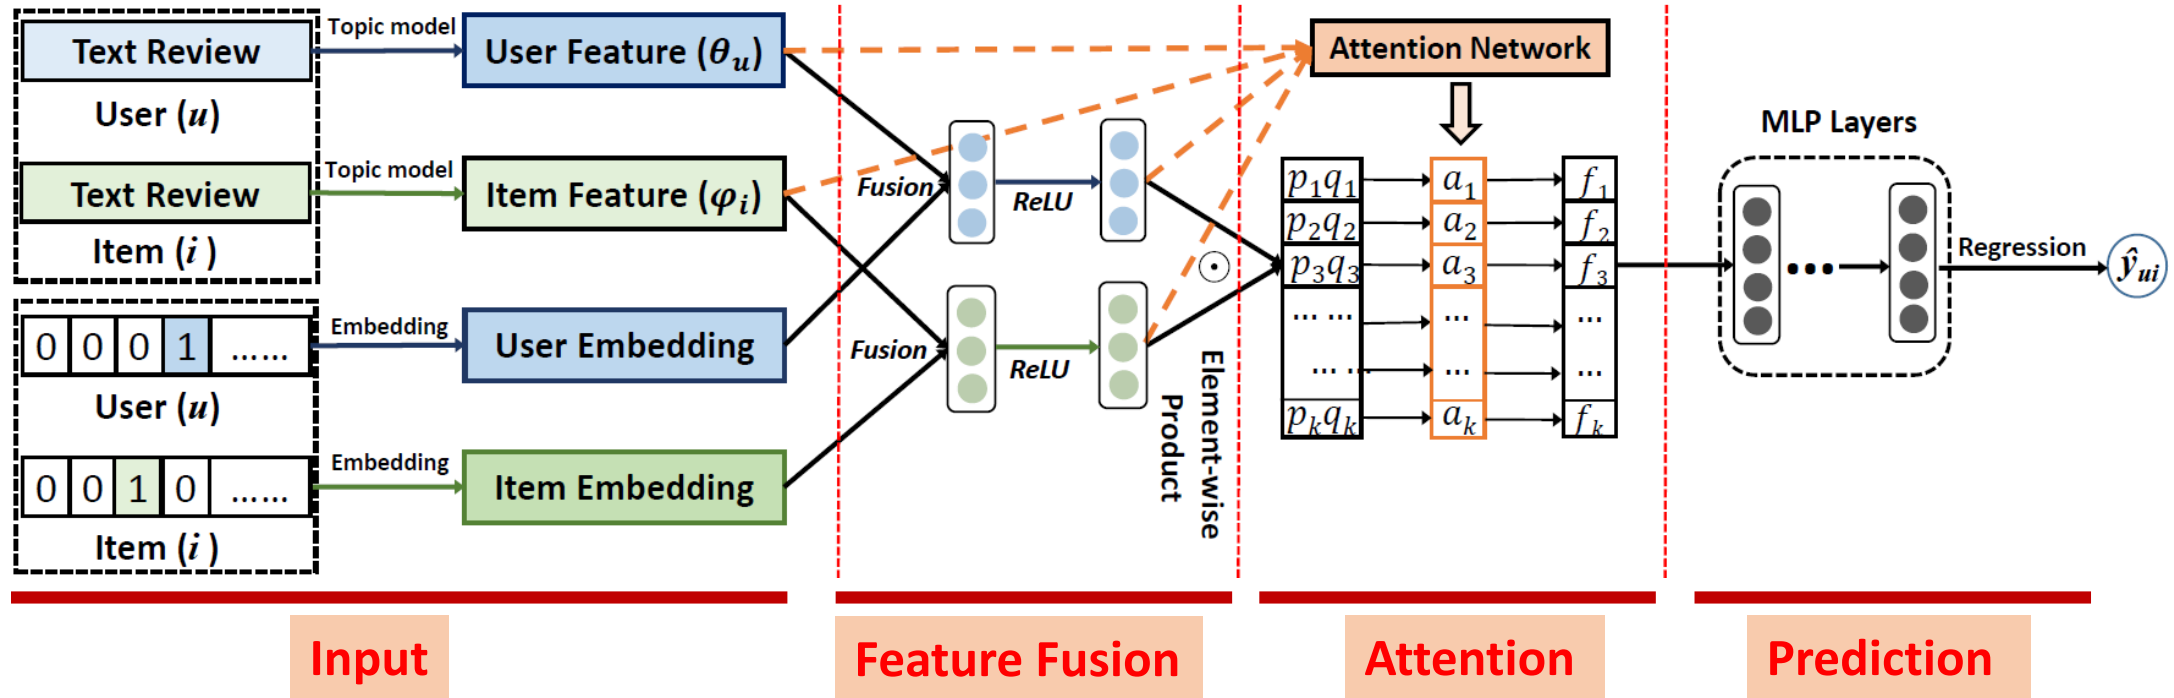 Text Review
User (u)
Text Review
Item (i )
0 0 0 1 ......
User (u)
0 0 1 0 ......
Item (i )
Topic model
Topic model
Embedding
Embedding
User Feature (θu)
Item Feature (φi)
User Embedding
Item Embedding
Fusion
ReLU
Fusion
ReLU
⊙
Element-wise
Product
Attention Network
p1q1 a1 f1
p2q2 a2 f2
p3q3 a3 f3
... ... ... ...
... ... ... ...
pkqk ak fk
MLP Layers
•••
Regression
ŷui
Input
Feature Fusion
Attention
Prediction